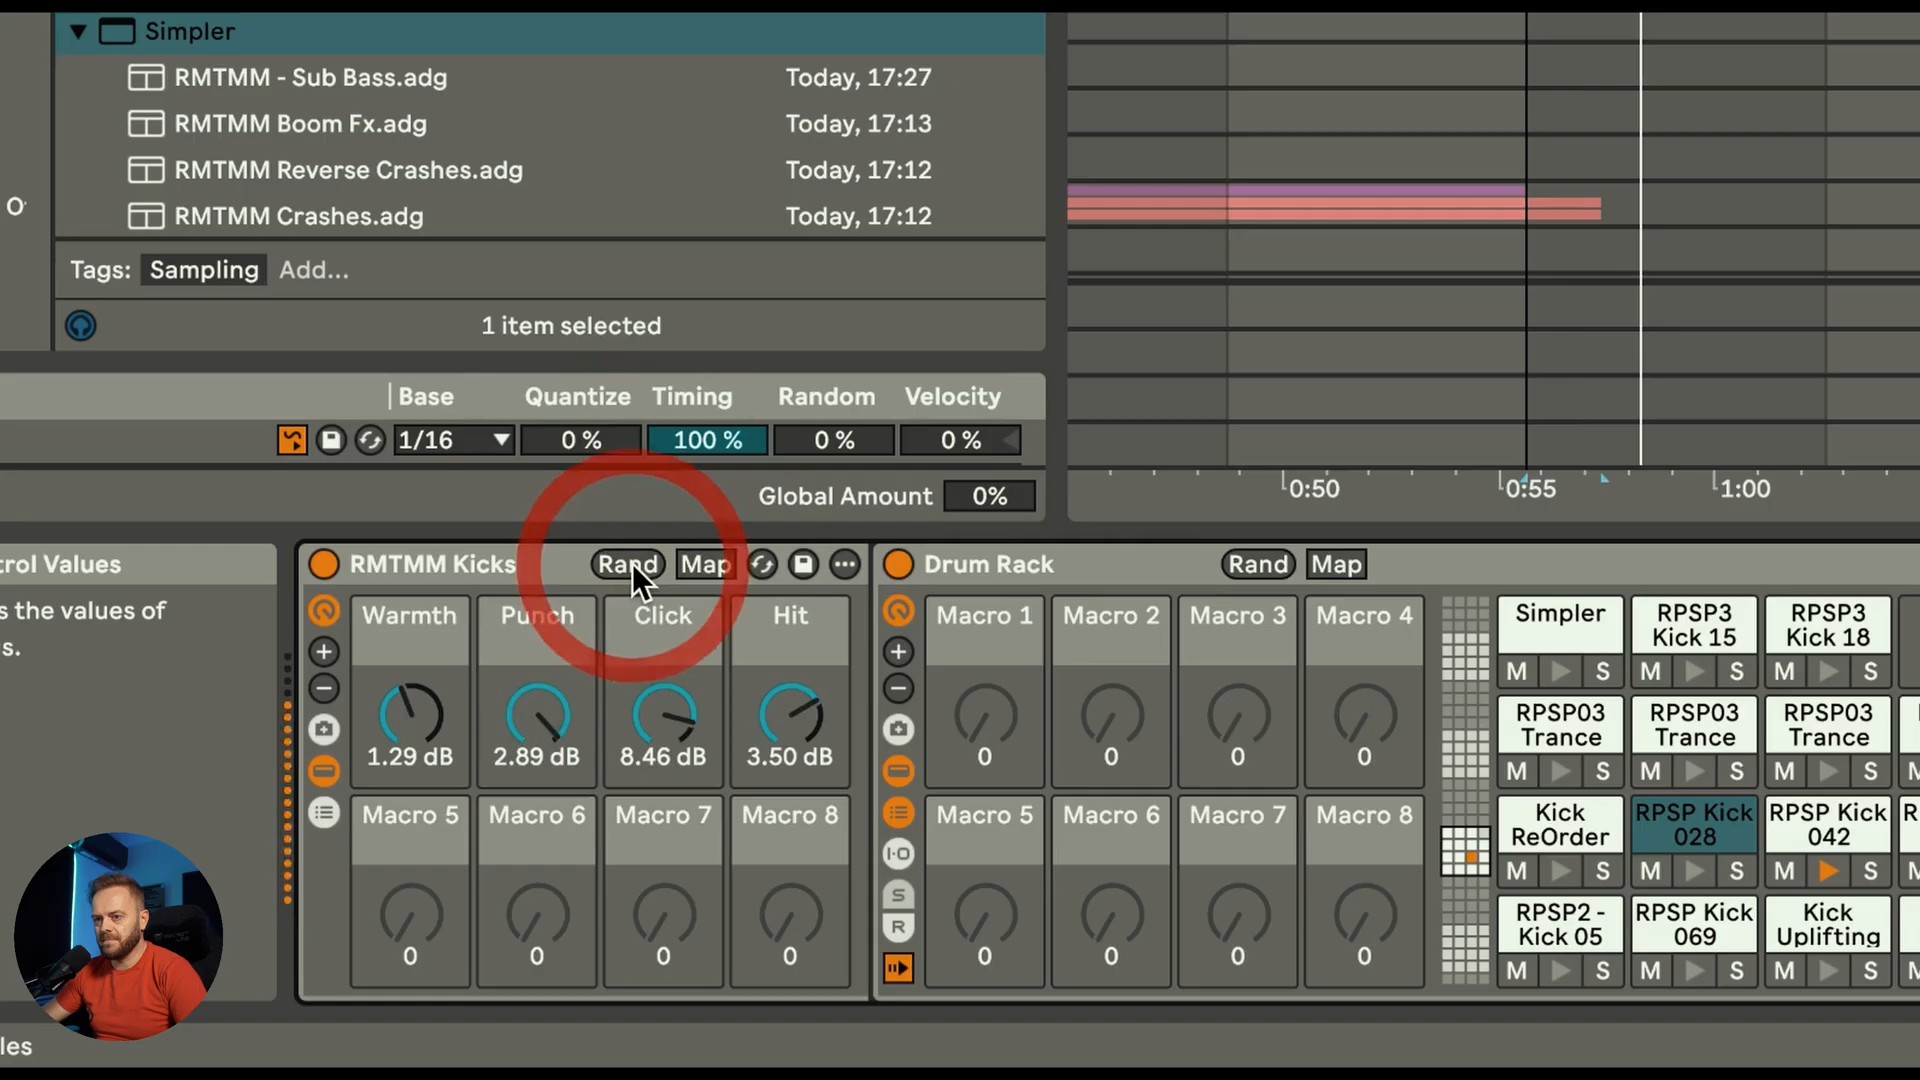 Simpler
RMTMM - Sub Bass.adg Today, 17:27
RMTMM Boom Fx.adg Today, 17:13
RMTMM Reverse Crashes.adg Today, 17:12
RMTMM Crashes.adg Today, 17:12
Tags: Sampling Add...
1 item selected
Base Quantize Timing Random Velocity
1/16 0 % 100 % 0 % 0 %
Global Amount 0%
0:50 0:55 1:00
trol Values
s the values of
s.
RMTMM Kicks Rand Map
Warmth Punch Click Hit
1.29 dB 2.89 dB 8.46 dB 3.50 dB
Macro 5 Macro 6 Macro 7 Macro 8
0 0 0 0
Drum Rack Rand Map
Macro 1 Macro 2 Macro 3 Macro 4
0 0 0 0
Macro 5 Macro 6 Macro 7 Macro 8
0 0 0 0
I·O
S
R
Simpler RPSP3 RPSP3
Kick 15 Kick 18
M S M S M S
RPSP03 RPSP03 RPSP03
Trance Trance Trance
M S M S M S
Kick RPSP Kick RPSP Kick
ReOrder 028 042
M S M S M S
RPSP2 - RPSP Kick Kick
Kick 05 069 Uplifting
M S M S M S
les